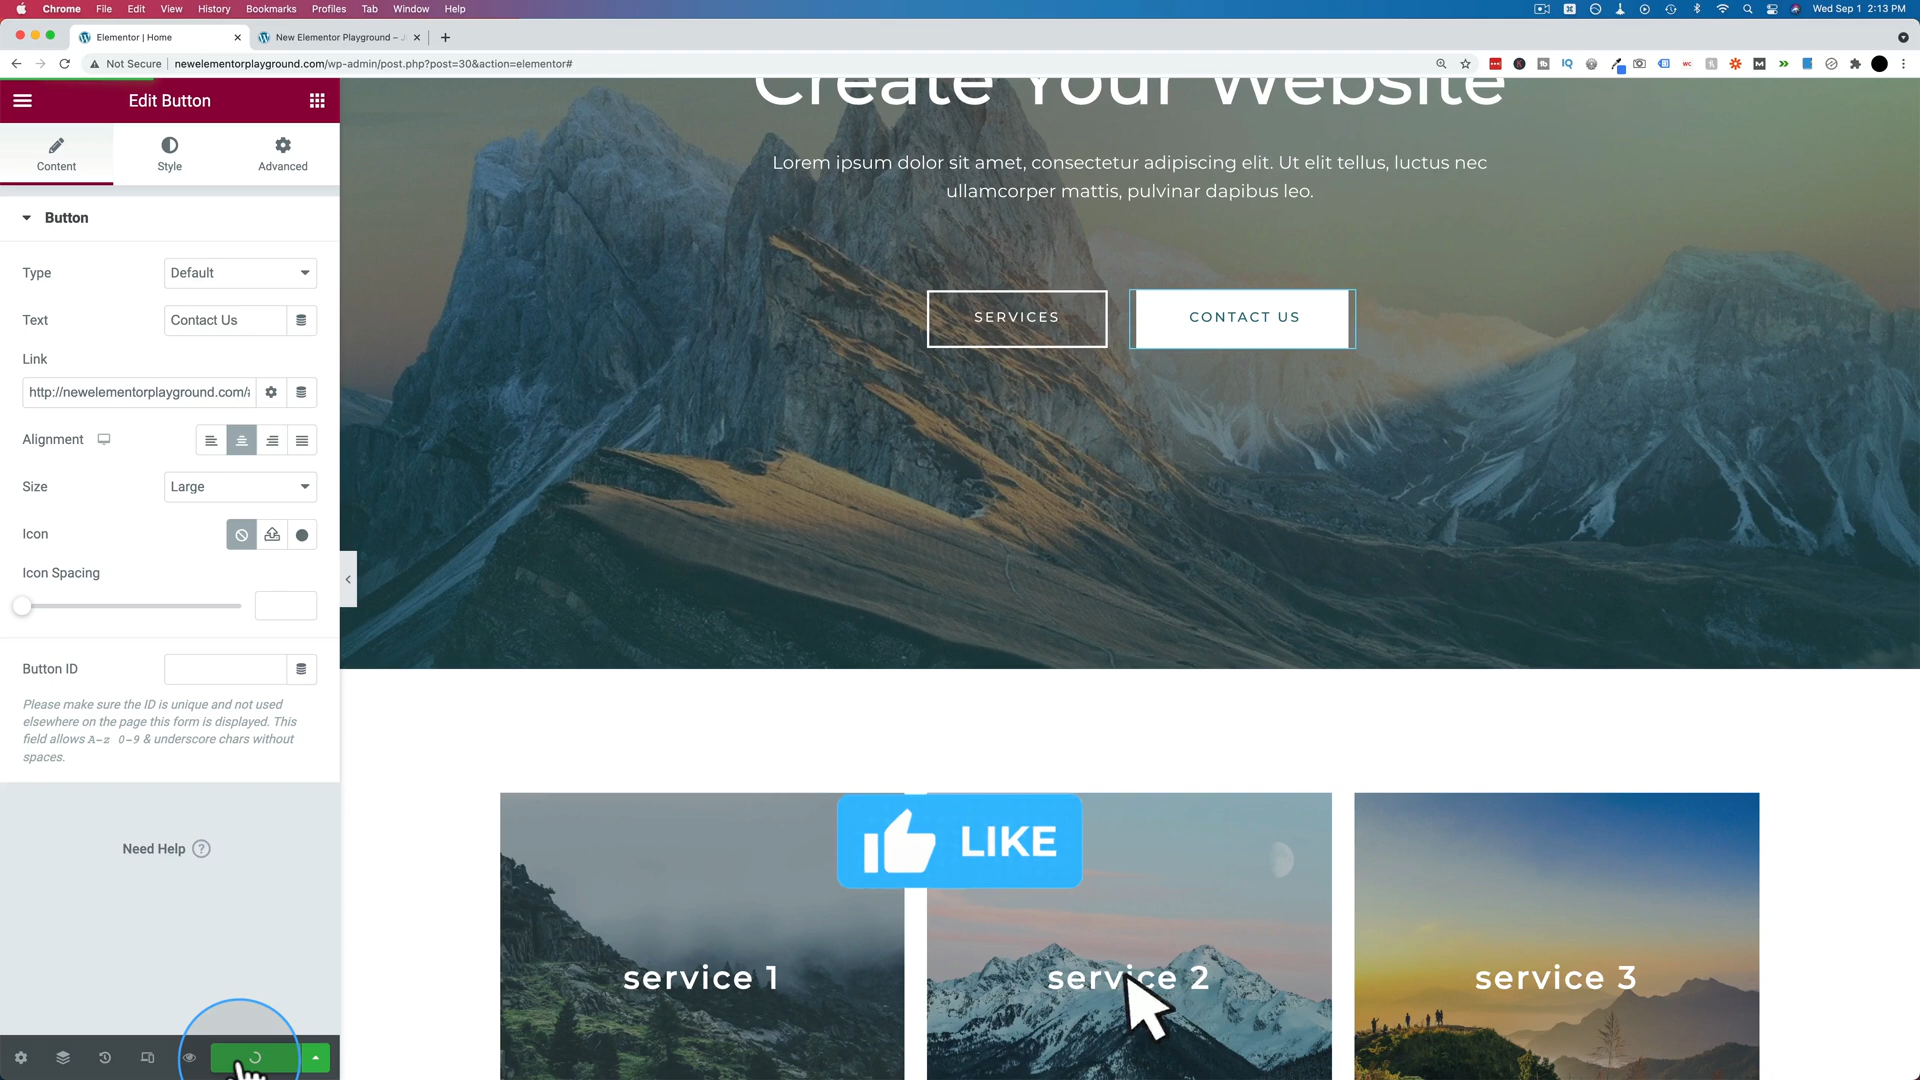 Chrome File Edit View History Bookmarks Profiles Tab Window Help Wed Sep 1 2:13 PM
Elementor | Home New Elementor Playground –
Not Secure newelementorplayground.com/wp-admin/post.php?post=30&action=elementor#
Edit Button
Content Style Advanced
Button
Type Default
Text Contact Us
Link
http://newelementorplayground.com/
Alignment
Size Large
Icon
Icon Spacing
Button ID
Please make sure the ID is unique and not used
elsewhere on the page this form is displayed. This
field allows A-z 0-9 & underscore chars without
spaces.
Need Help ?
Create Your Website
Lorem ipsum dolor sit amet, consectetur adipiscing elit. Ut elit tellus, luctus nec
ullamcorper mattis, pulvinar dapibus leo.
SERVICES CONTACT US
LIKE
service 1 service 2 service 3